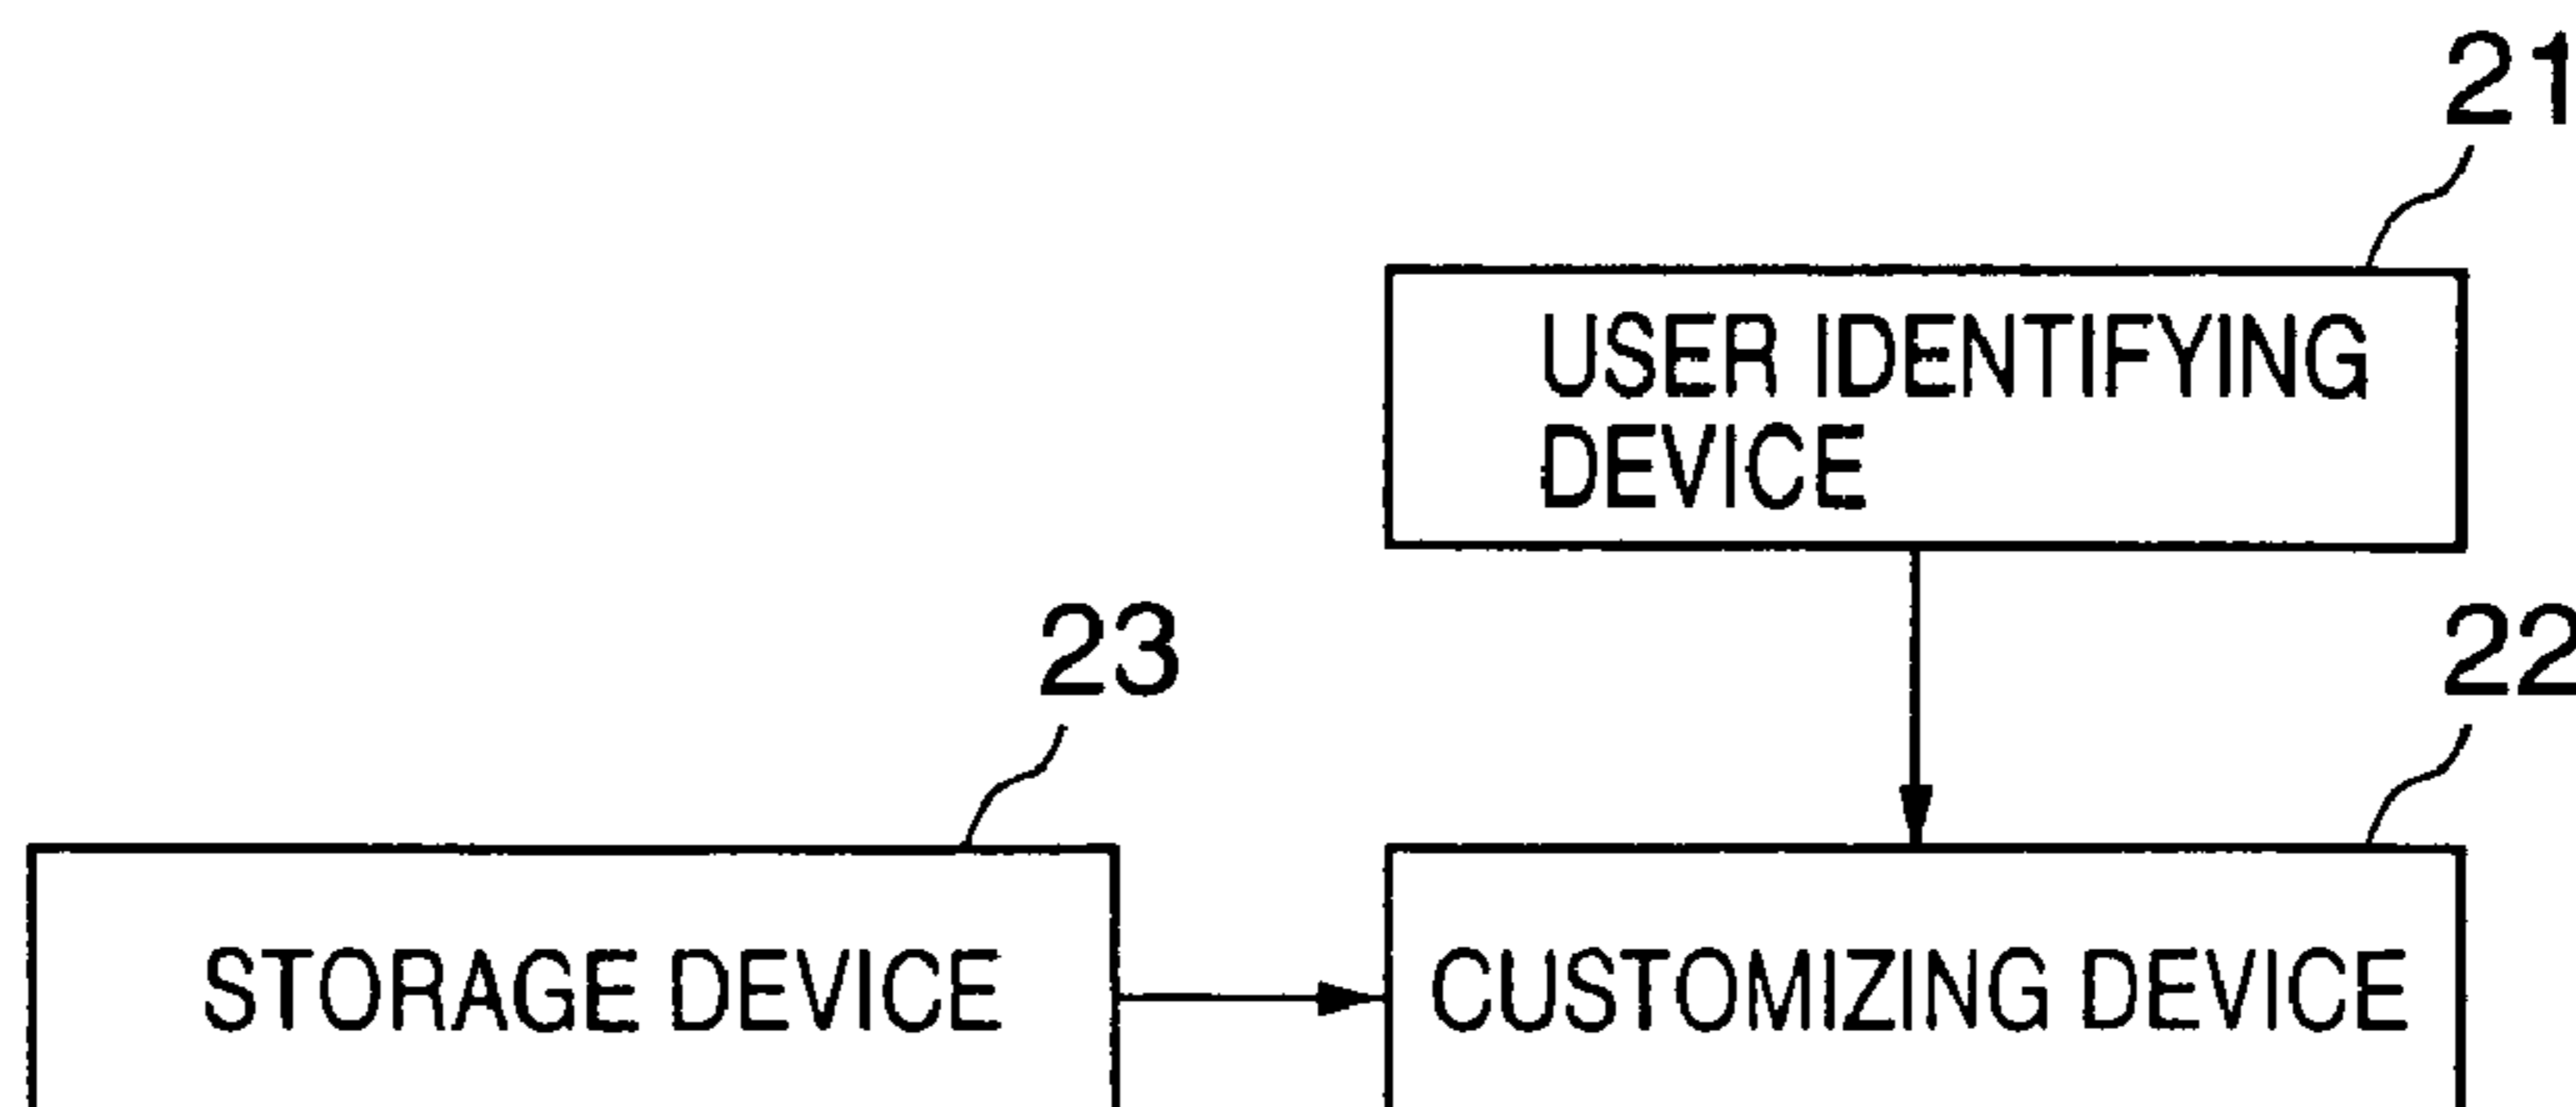 21
USER IDENTIFYING
DEVICE
23
22
STORAGE DEVICE
CUSTOMIZING DEVICE